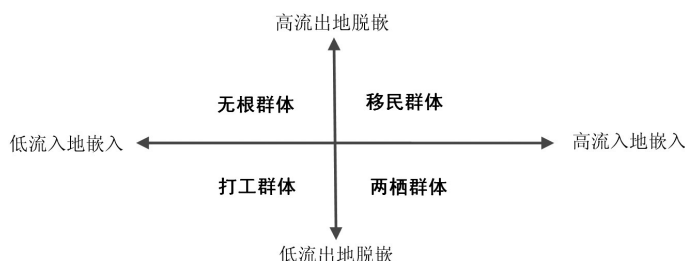 高流出地脱嵌
无根群体 移民群体
低流入地嵌入 高流入地嵌入
打工群体 两栖群体
低流出地脱嵌